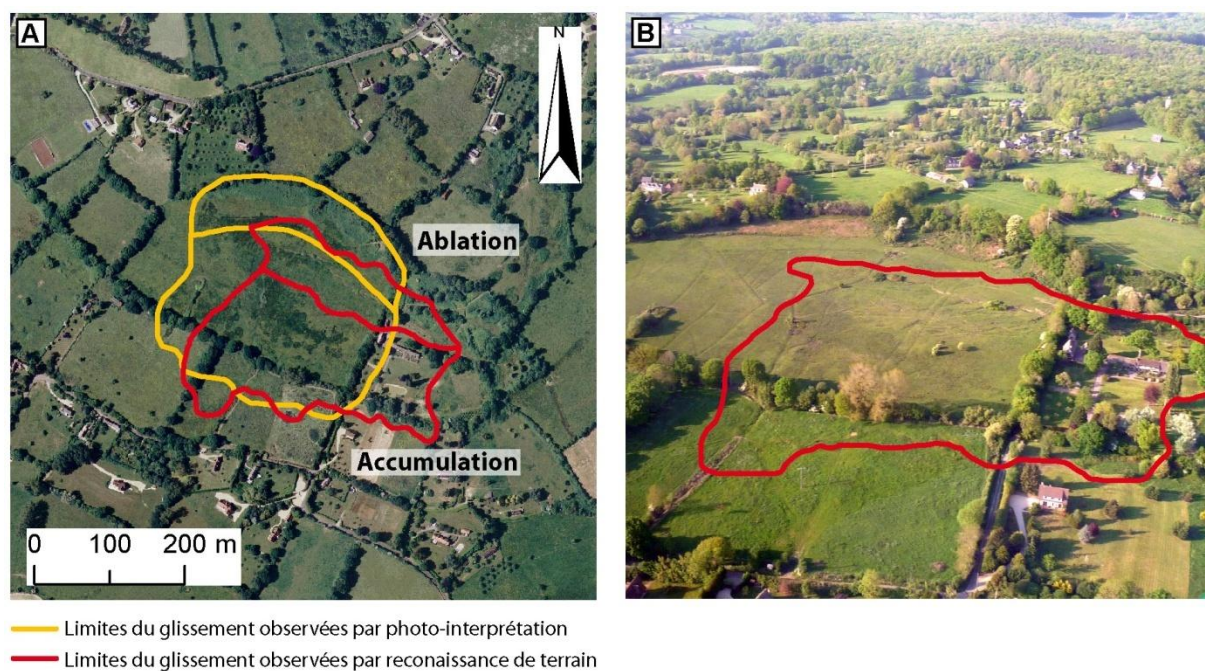 A
N
B
Ablation
Accumulation
0 100 200 m
Limites du glissement observées par photo-interprétation
Limites du glissement observées par reconaissance de terrain